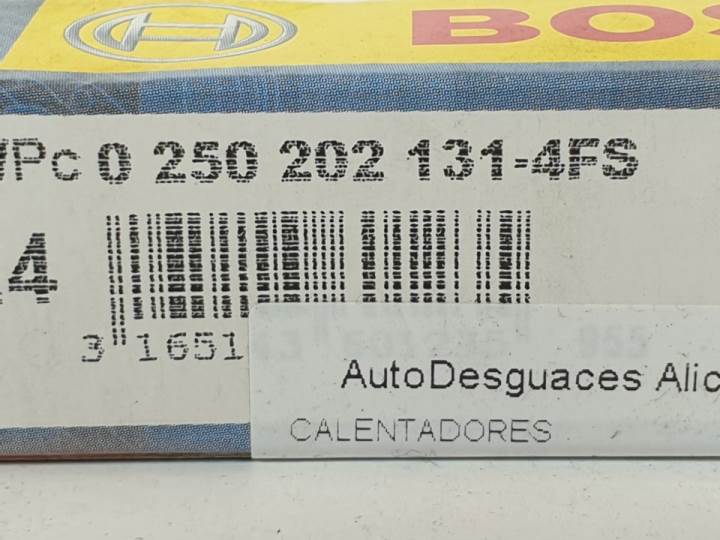 BOS
Pc 0 250 202 131-4FS
4
3 1651
AutoDesguaces Alic
CALENTADORES